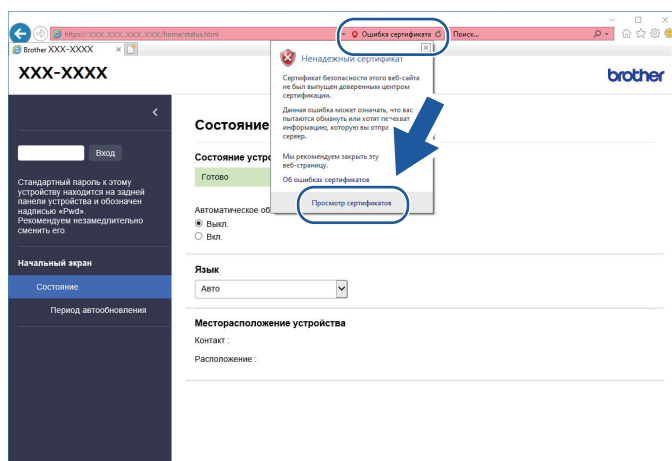 https://XXX.XXX.XXX.XXX/home/status.html
Ошибка сертификата
Поиск...
Brother XXX-XXXX
XXX-XXXX
brother
Ненадежный сертификат
Сертификат безопасности этого веб-сайта
не был выпущен доверенным центром
сертификации.
Данная ошибка может означать, что вас
пытаются обмануть или хотят
информацию, которую вы
сервер.
Мы рекомендуем закрыть эту
веб-страницу.
Об ошибках сертификатов
Просмотр сертификатов
Вход
Стандартный пароль к этому
устройству находится на задней
панели устройства и обозначен
надписью «Pwd».
Рекомендуем незамедлительно
сменить его.
Начальный экран
Состояние
Период автообновления
Состояние
Состояние устро
Готово
Автоматическое об
Выкл.
Вкл.
Язык
Авто
Месторасположение устройства
Контакт :
Расположение :